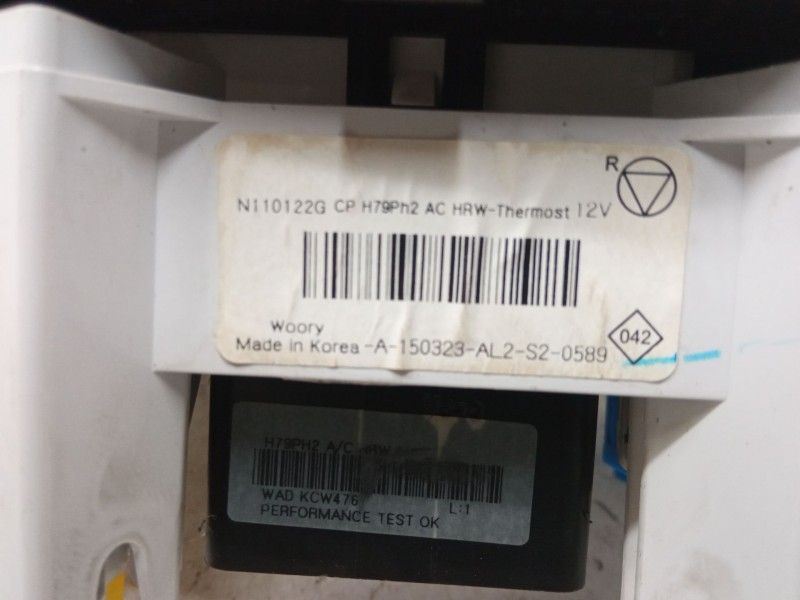 R
N110122G CP H79Ph2 AC HRW-Thermost 12V
Woory
Made in Korea -A-150323-AL2-S2-0589
042
H79PH2 A/C HRW
WAD KCW476
L:1
PERFORMANCE TEST OK